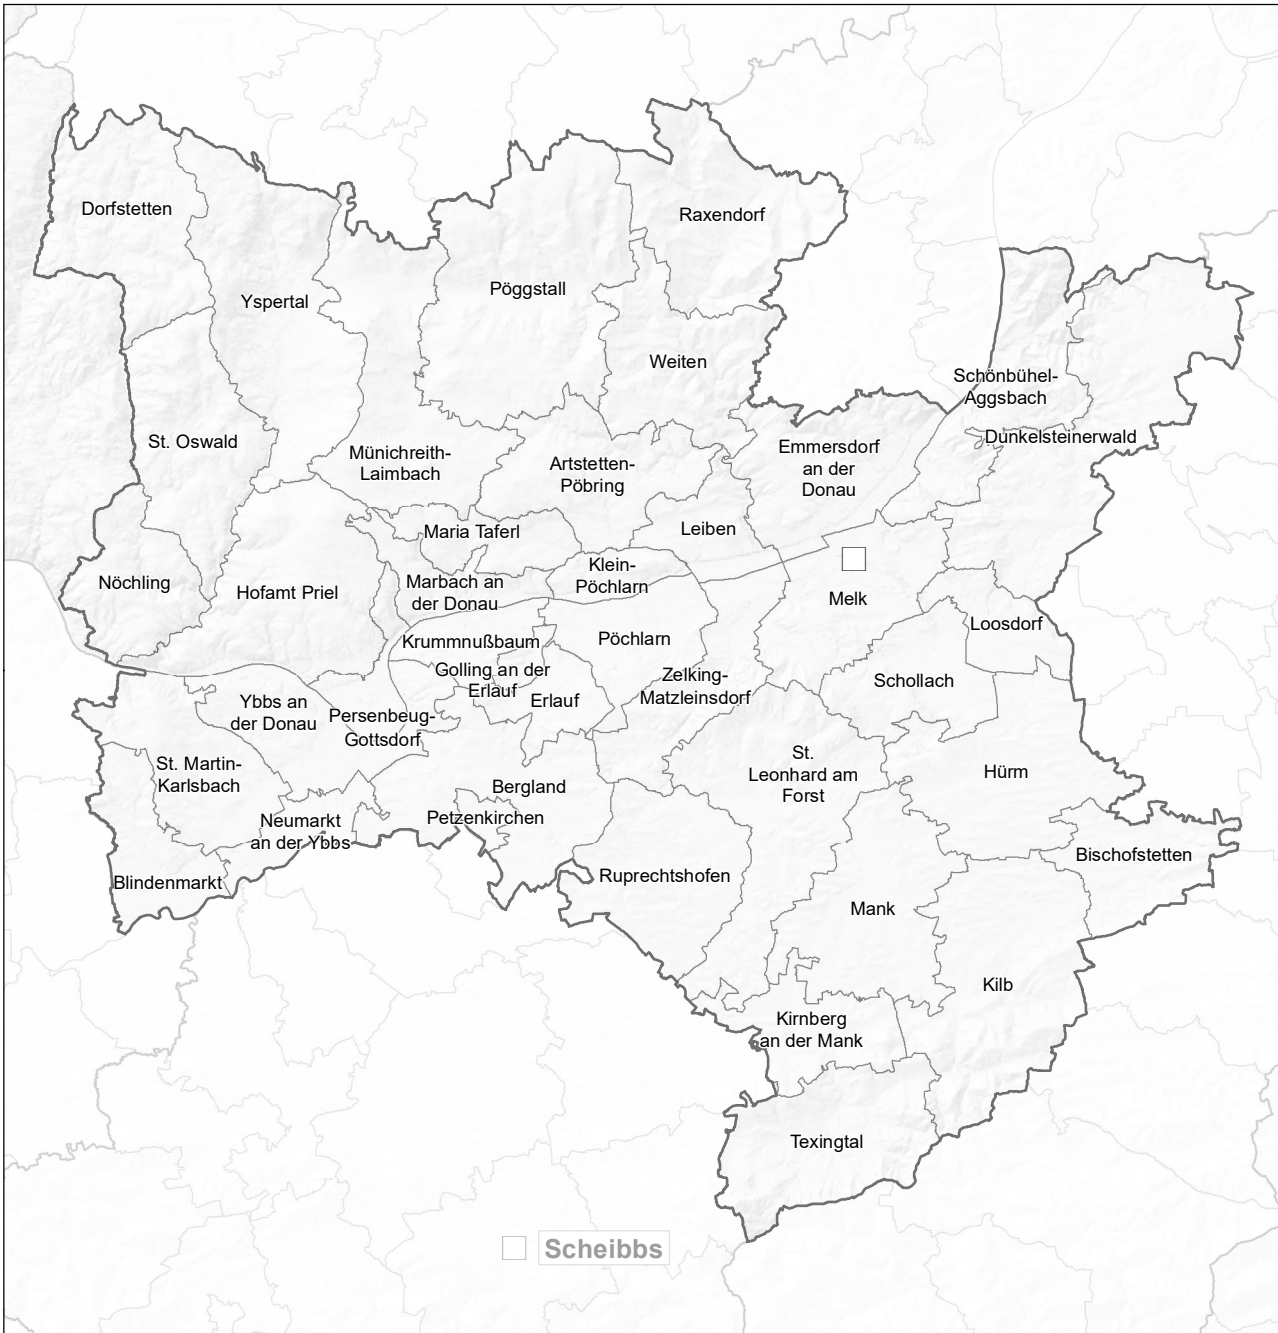 Dorfstetten
Raxendorf
Yspertal
Pöggstall
Weiten
Schönbühel-
Aggsbach
St. Oswald
Münichreith-
Laimbach
Artstetten-
Pöbring
Emmersdorf
an der
Donau
Dunkelsteinerwald
Maria Taferl
Leiben
Nöchling
Hofamt Priel
Marbach an
der Donau
Klein-
Pöchlarn
Melk
Loosdorf
Krummnußbaum
Pöchlarn
Golling an der
Erlauf
Erlauf
Zelking-
Matzleinsdorf
Schollach
Ybbs an
der Donau
Persenbeug-
Gottsdorf
St. Martin-
Karlsbach
St.
Leonhard am
Forst
Hürm
Bergland
Neumarkt
an der Ybbs
Petzenkirchen
Bischofstetten
Blindenmarkt
Ruprechtshofen
Mank
Kilb
Kirnberg
an der Mank
Texingtal
Scheibbs